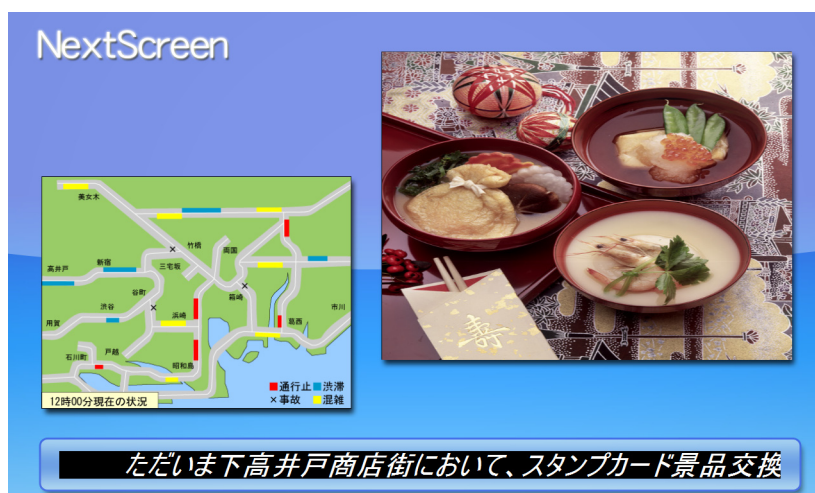 NextScreen
美女木
竹橋
両国
新宿
三宅坂
高井戸
谷町
箱崎
渋谷
浜崎
市川
葛西
用賀
戸越
石川町
昭和島
■通行止■渋滞
×事故 ■混雑
12時00分現在の状況
寿
ただいま下高井戸商店街において、スタンプカード景品交換